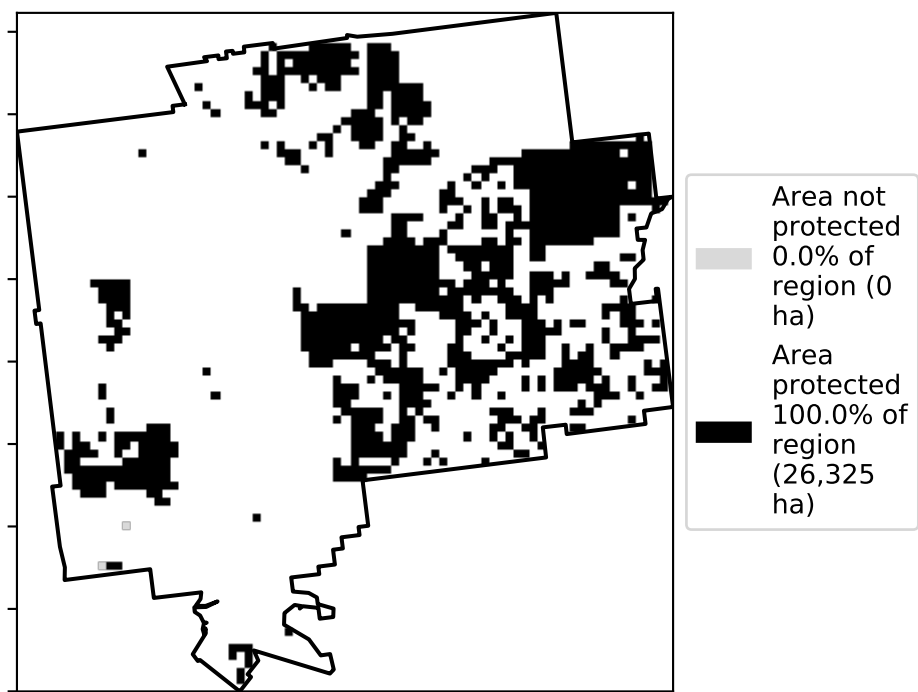 Area not
protected
0.0% of
region (0
ha)
Area
protected
100.0% of
region
(26,325
ha)